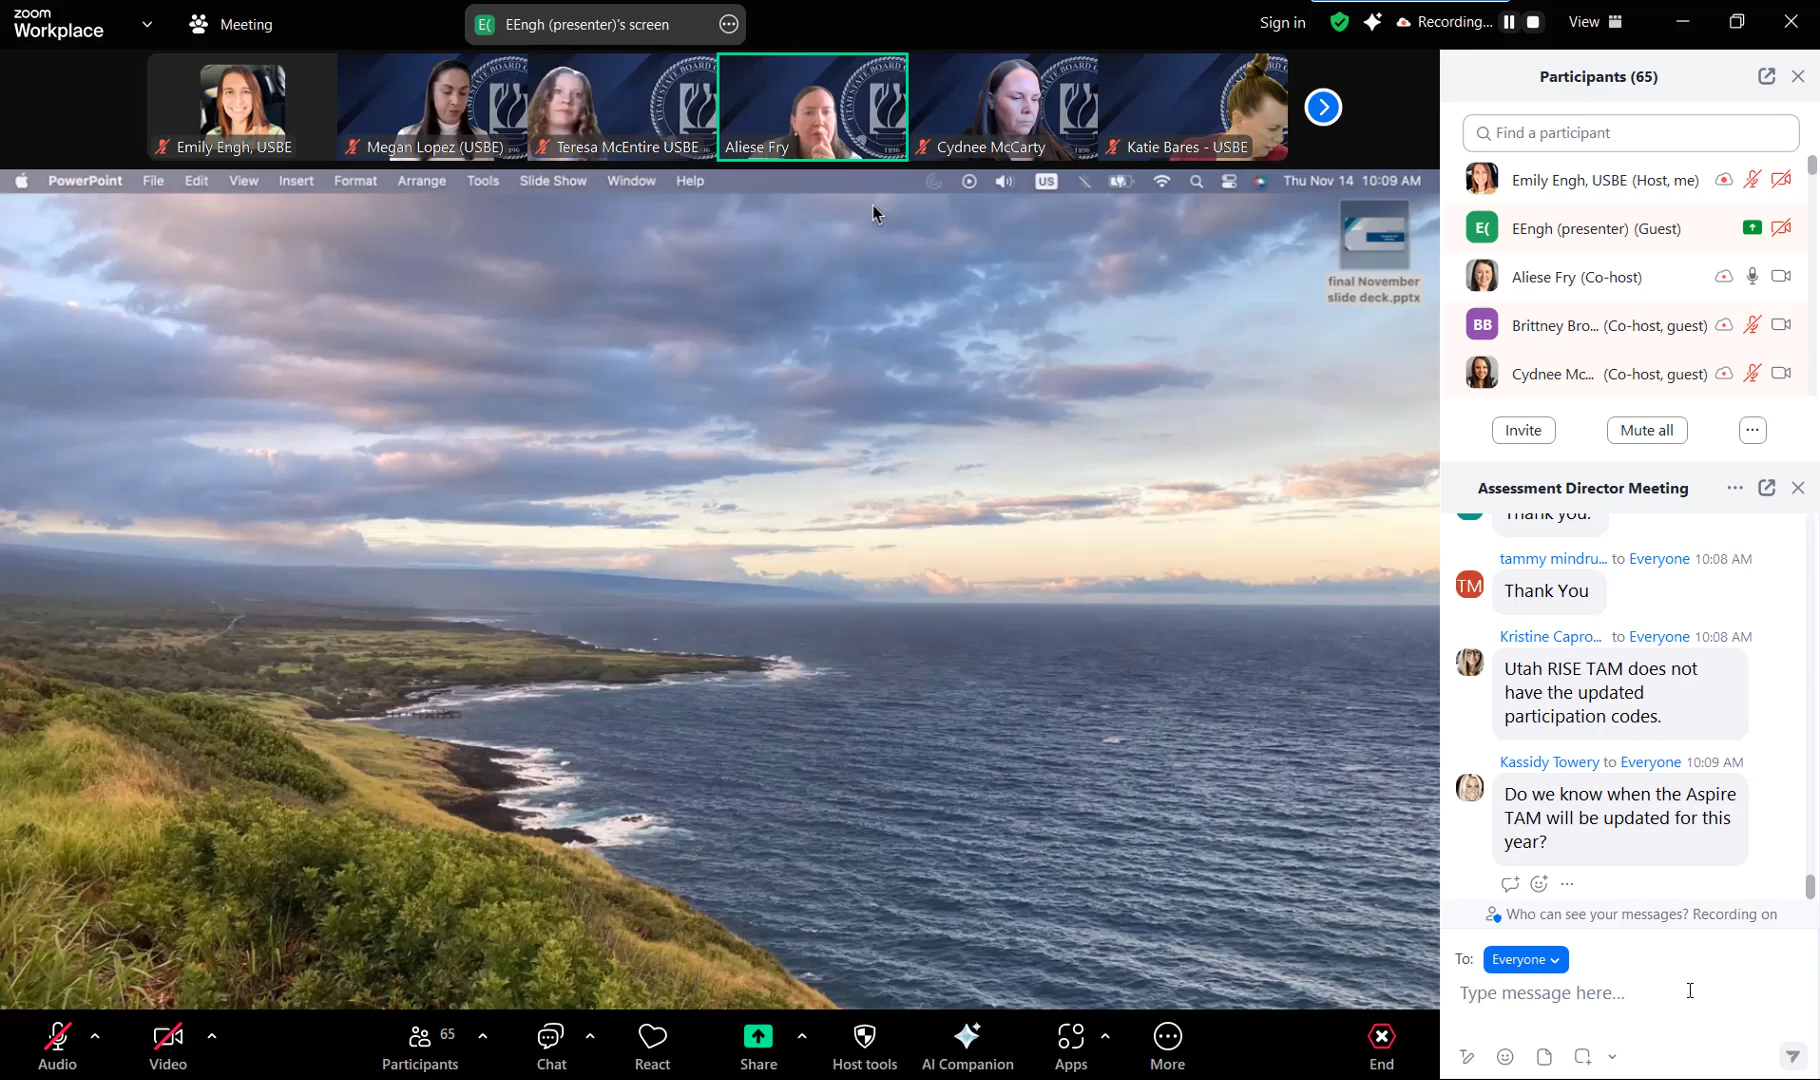 zoom
Workplace
Meeting
E( EEngh (presenter)'s screen
Sign in
Recording...
View
Emily Engh, USBE
Megan Lopez (USBE)
Teresa McEntire USBE
Aliese Fry
Cydnee McCarty
Katie Bares - USBE
PowerPoint File Edit View Insert Format Arrange Tools Slide Show Window Help
US
Thu Nov 14 10:09 AM
final November
slide deck.pptx
Participants (65)
Find a participant
Emily Engh, USBE (Host, me)
E( EEngh (presenter) (Guest)
Aliese Fry (Co-host)
BB Brittney Bro... (Co-host, guest)
Cydnee Mc... (Co-host, guest)
Invite
Mute all
Assessment Director Meeting
Thank you.
tammy mindru... to Everyone 10:08 AM
TM Thank You
Kristine Capro... to Everyone 10:08 AM
Utah RISE TAM does not
have the updated
participation codes.
Kassidy Towery to Everyone 10:09 AM
Do we know when the Aspire
TAM will be updated for this
year?
Who can see your messages? Recording on
To: Everyone
Type message here...
Audio
Video
65
Participants
Chat
React
Share
Host tools
AI Companion
Apps
More
End